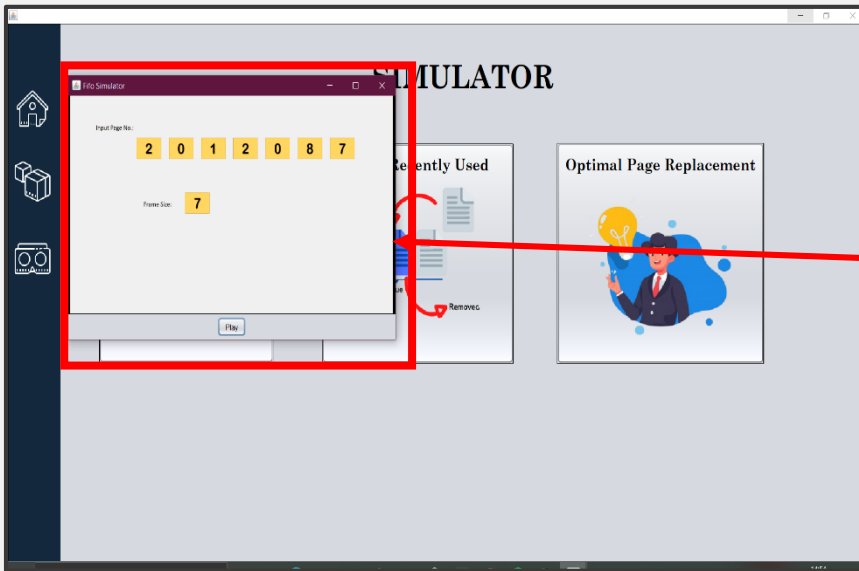 SIMULATOR
Fifo Simulator
Input Page No.:
2 0 1 2 0 8 7
Frame Size: 7
Play
Recently Used
Removed
Optimal Page Replacement